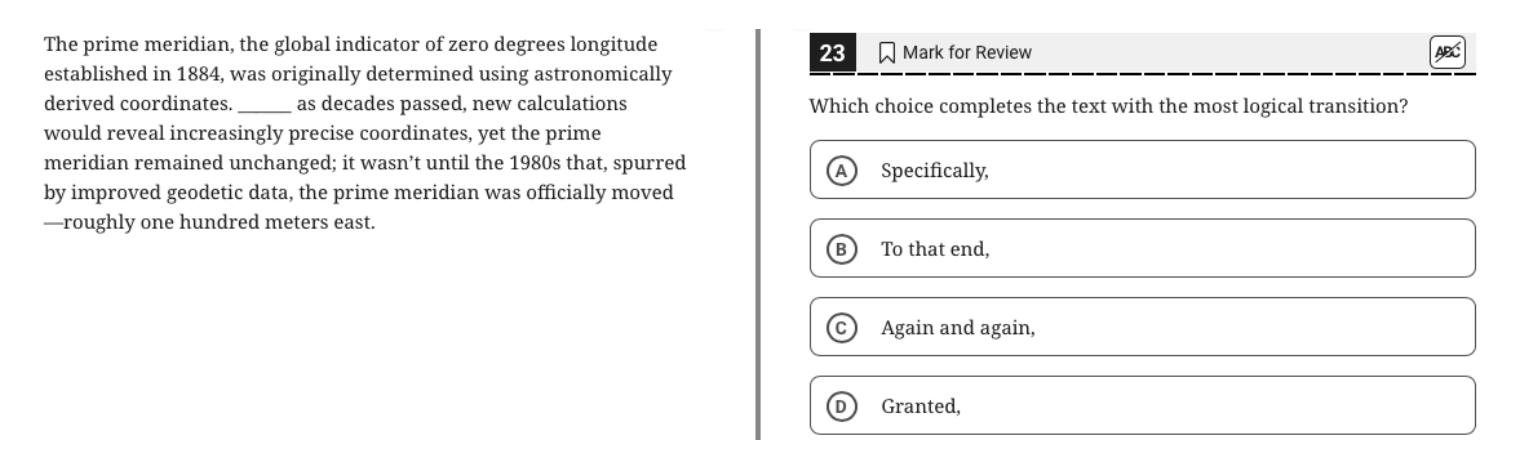 The prime meridian, the global indicator of zero degrees longitude
established in 1884, was originally determined using astronomically
derived coordinates. ______ as decades passed, new calculations
would reveal increasingly precise coordinates, yet the prime
meridian remained unchanged; it wasn’t until the 1980s that, spurred
by improved geodetic data, the prime meridian was officially moved
—roughly one hundred meters east.
23 Mark for Review ABC
Which choice completes the text with the most logical transition?
A Specifically,
B To that end,
C Again and again,
D Granted,